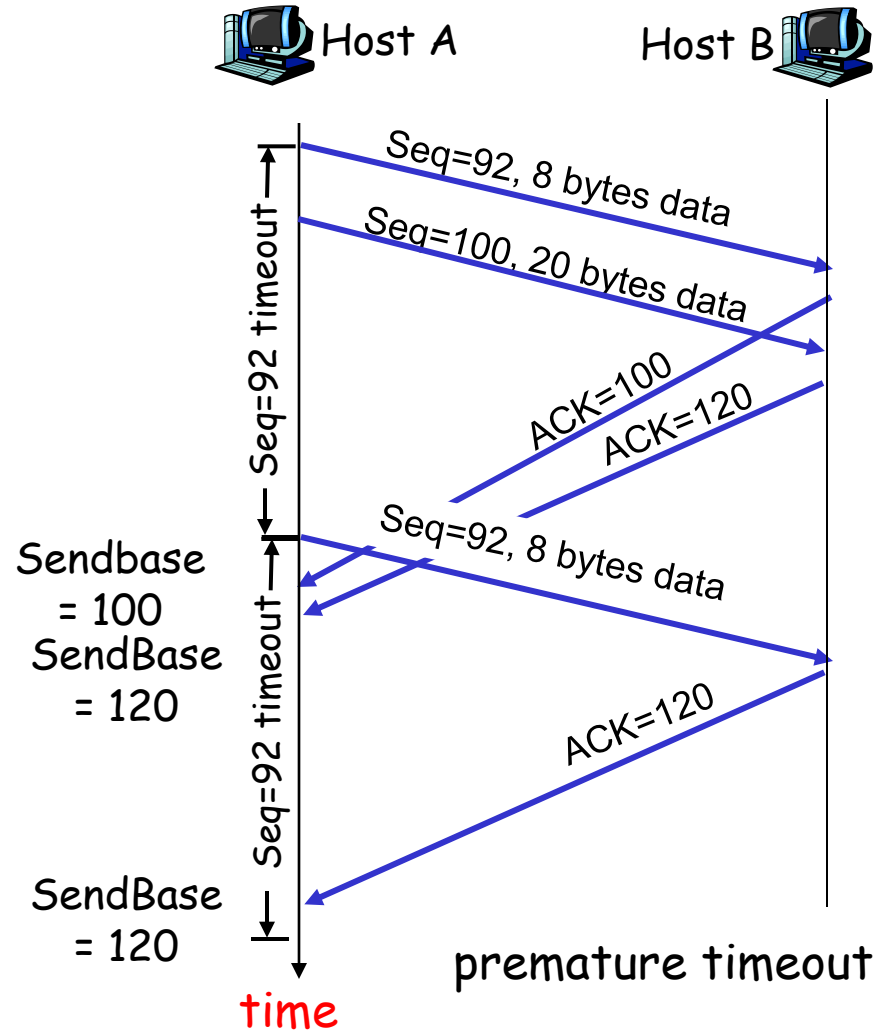 Host A
Host B
Seq=92, 8 bytes data
Seq=100, 20 bytes data
Seq=92 timeout
ACK=100
ACK=120
Seq=92, 8 bytes data
Sendbase
= 100
SendBase
= 120
Seq=92 timeout
ACK=120
SendBase
= 120
premature timeout
time